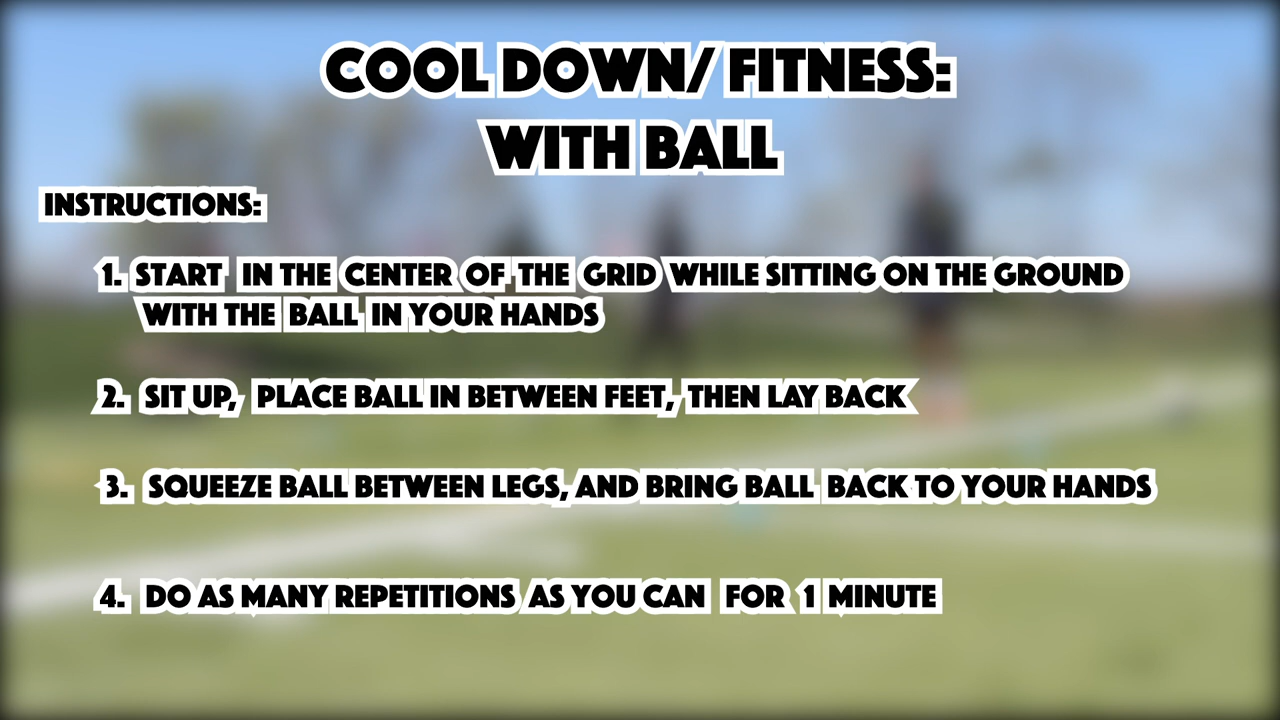 COOL DOWN/ FITNESS:
WITH BALL
INSTRUCTIONS:
1. START IN THE CENTER OF THE GRID WHILE SITTING ON THE GROUND
WITH THE BALL IN YOUR HANDS
2. SIT UP, PLACE BALL IN BETWEEN FEET, THEN LAY BACK
3. SQUEEZE BALL BETWEEN LEGS, AND BRING BALL BACK TO YOUR HANDS
4. DO AS MANY REPETITIONS AS YOU CAN FOR 1 MINUTE